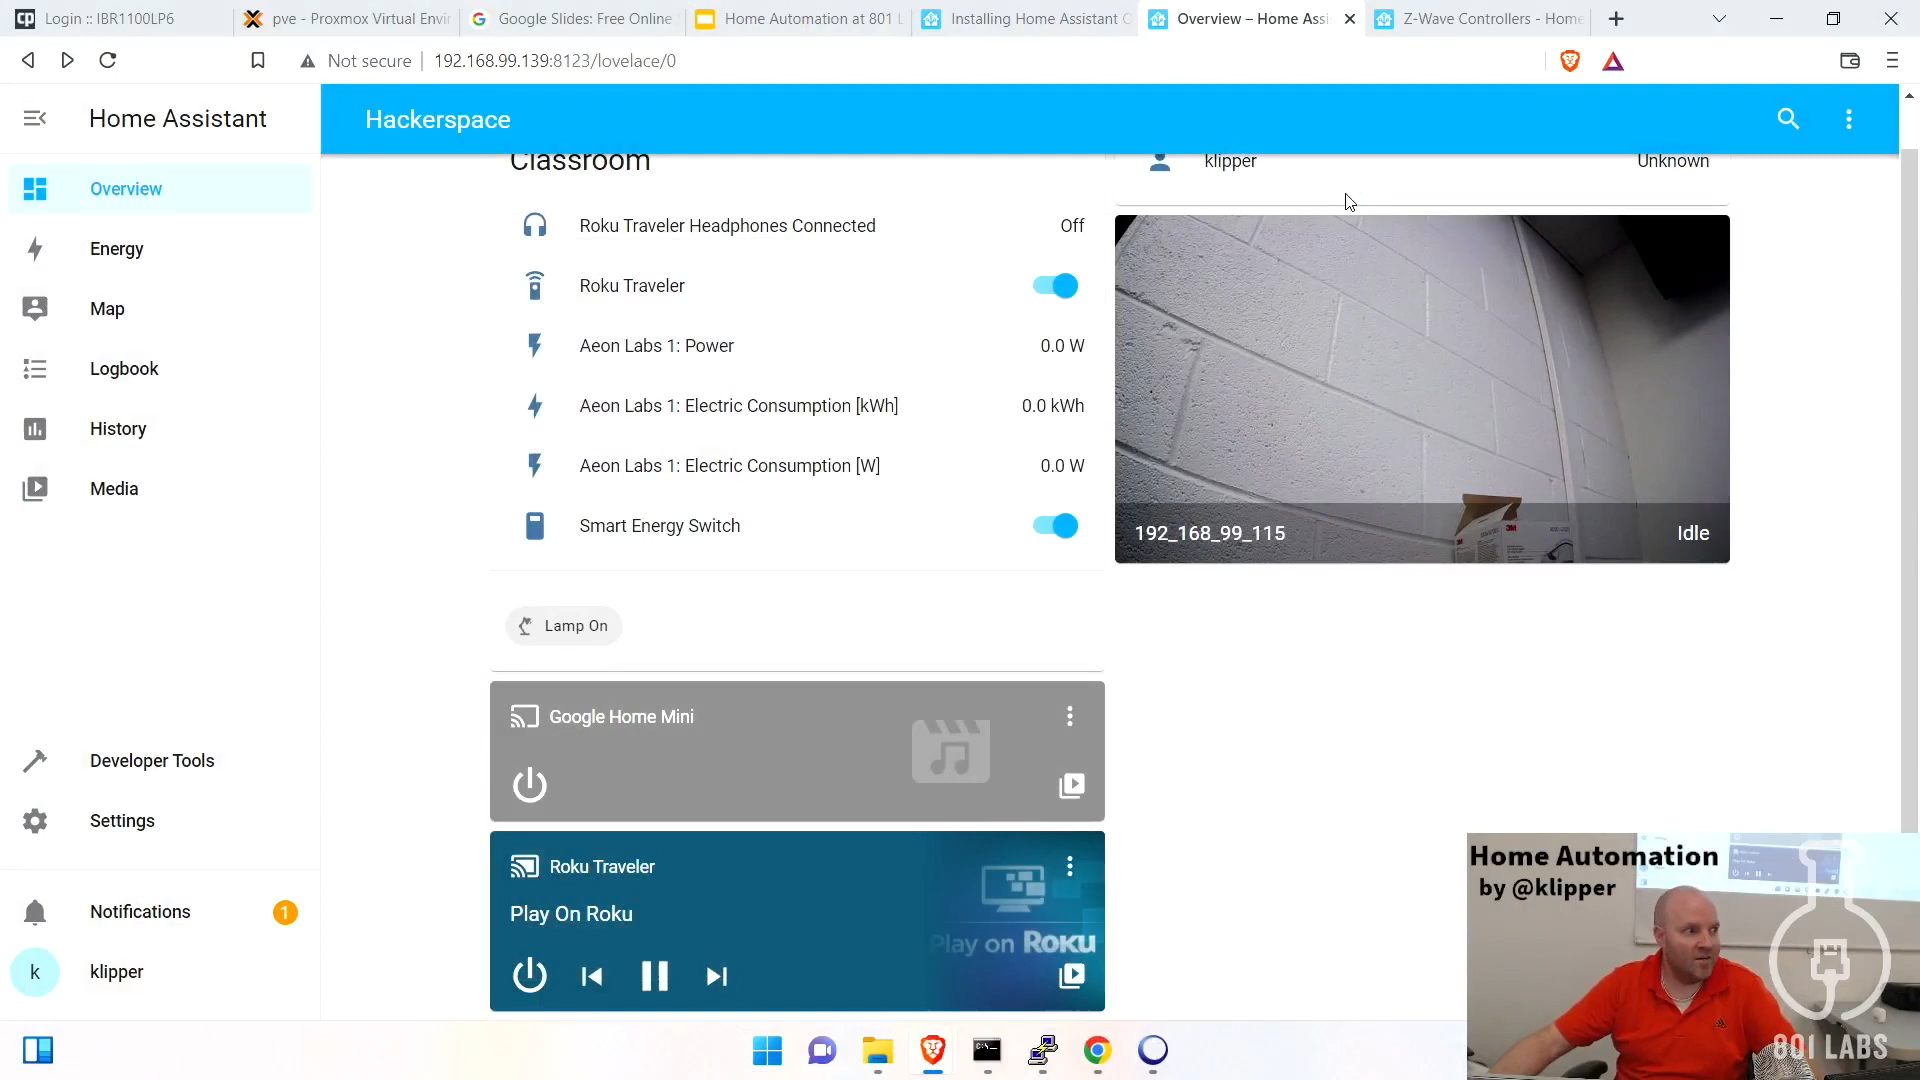 Login :: IBR1100LP6
pve - Proxmox Virtual Envir
Google Slides: Free Online
Home Automation at 801 L
Installing Home Assistant
Overview – Home Assi
Z-Wave Controllers - Home
Not secure
192.168.99.139:8123/lovelace/0
Home Assistant
Hackerspace
Overview
Energy
Map
Logbook
History
Media
Developer Tools
Settings
Notifications
1
k
klipper
Classroom
Roku Traveler Headphones Connected
Off
Roku Traveler
Aeon Labs 1: Power
0.0 W
Aeon Labs 1: Electric Consumption [kWh]
0.0 kWh
Aeon Labs 1: Electric Consumption [W]
0.0 W
Smart Energy Switch
Lamp On
Google Home Mini
Roku Traveler
Play On Roku
Play on Roku
klipper
Unknown
3M
3M
192_168_99_115
Idle
Home Automation
by @klipper
801 LABS